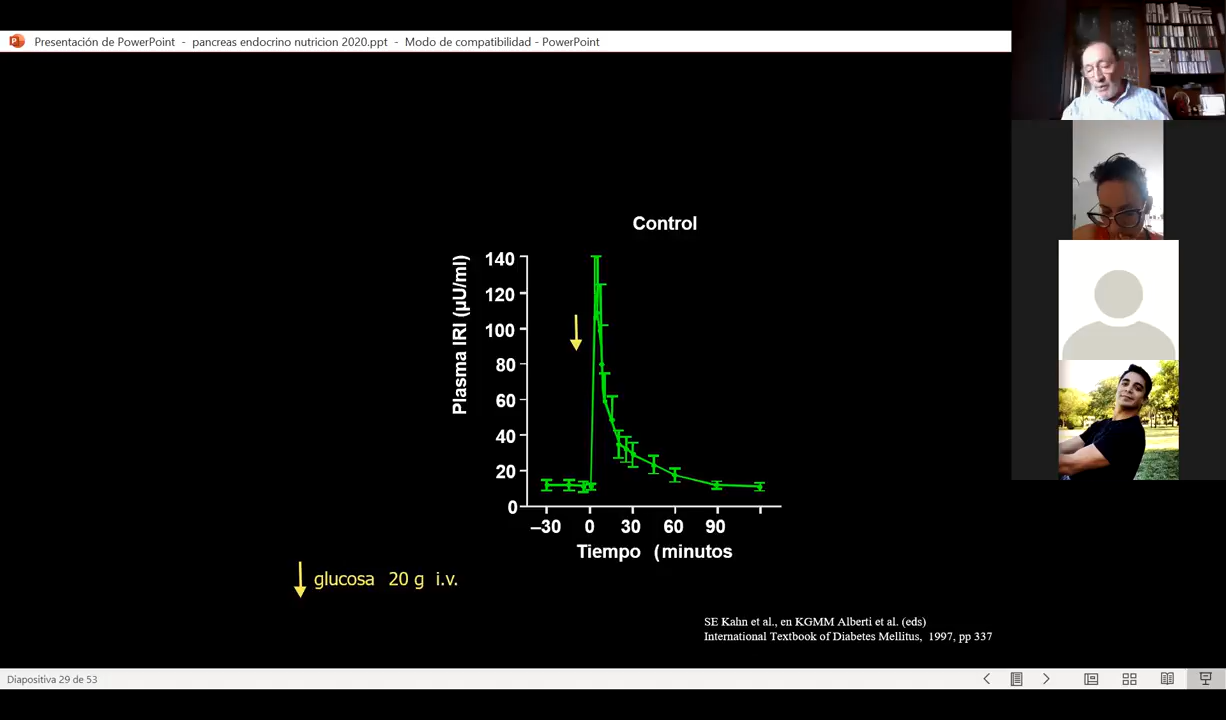 Presentación de PowerPoint - pancreas endocrino nutricion 2020.ppt - Modo de compatibilidad - PowerPoint
Control
Plasma IRI (µU/ml)
140
120
100
80
60
40
20
0
–30 0 30 60 90
Tiempo (minutos
glucosa 20 g i.v.
SE Kahn et al., en KGMM Alberti et al. (eds)
International Textbook of Diabetes Mellitus, 1997, pp 337
Diapositiva 29 de 53